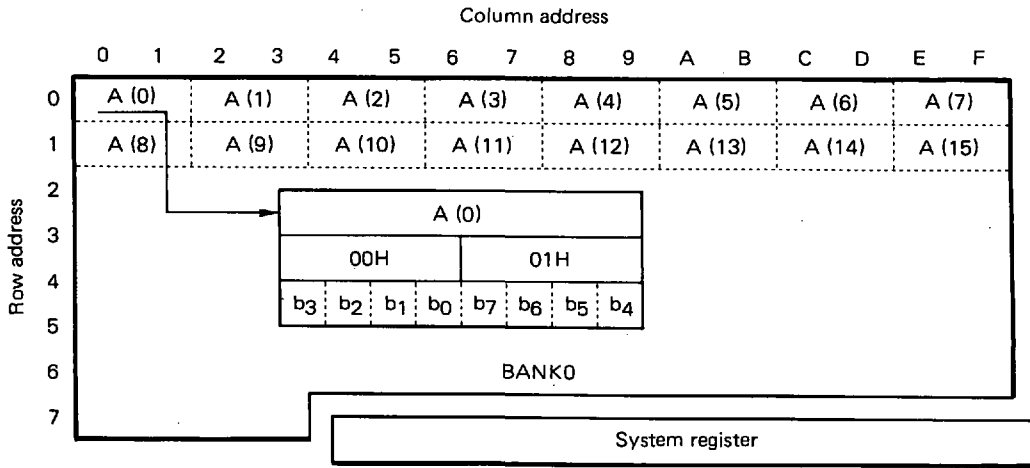 Column address
0 1 2 3 4 5 6 7 8 9 A B C D E F
0 A (0) A (1) A (2) A (3) A (4) A (5) A (6) A (7)
1 A (8) A (9) A (10) A (11) A (12) A (13) A (14) A (15)
2
A (0)
3
00H 01H
4
b3 b2 b1 b0 b7 b6 b5 b4
5
6 BANK0
7
System register
Row address